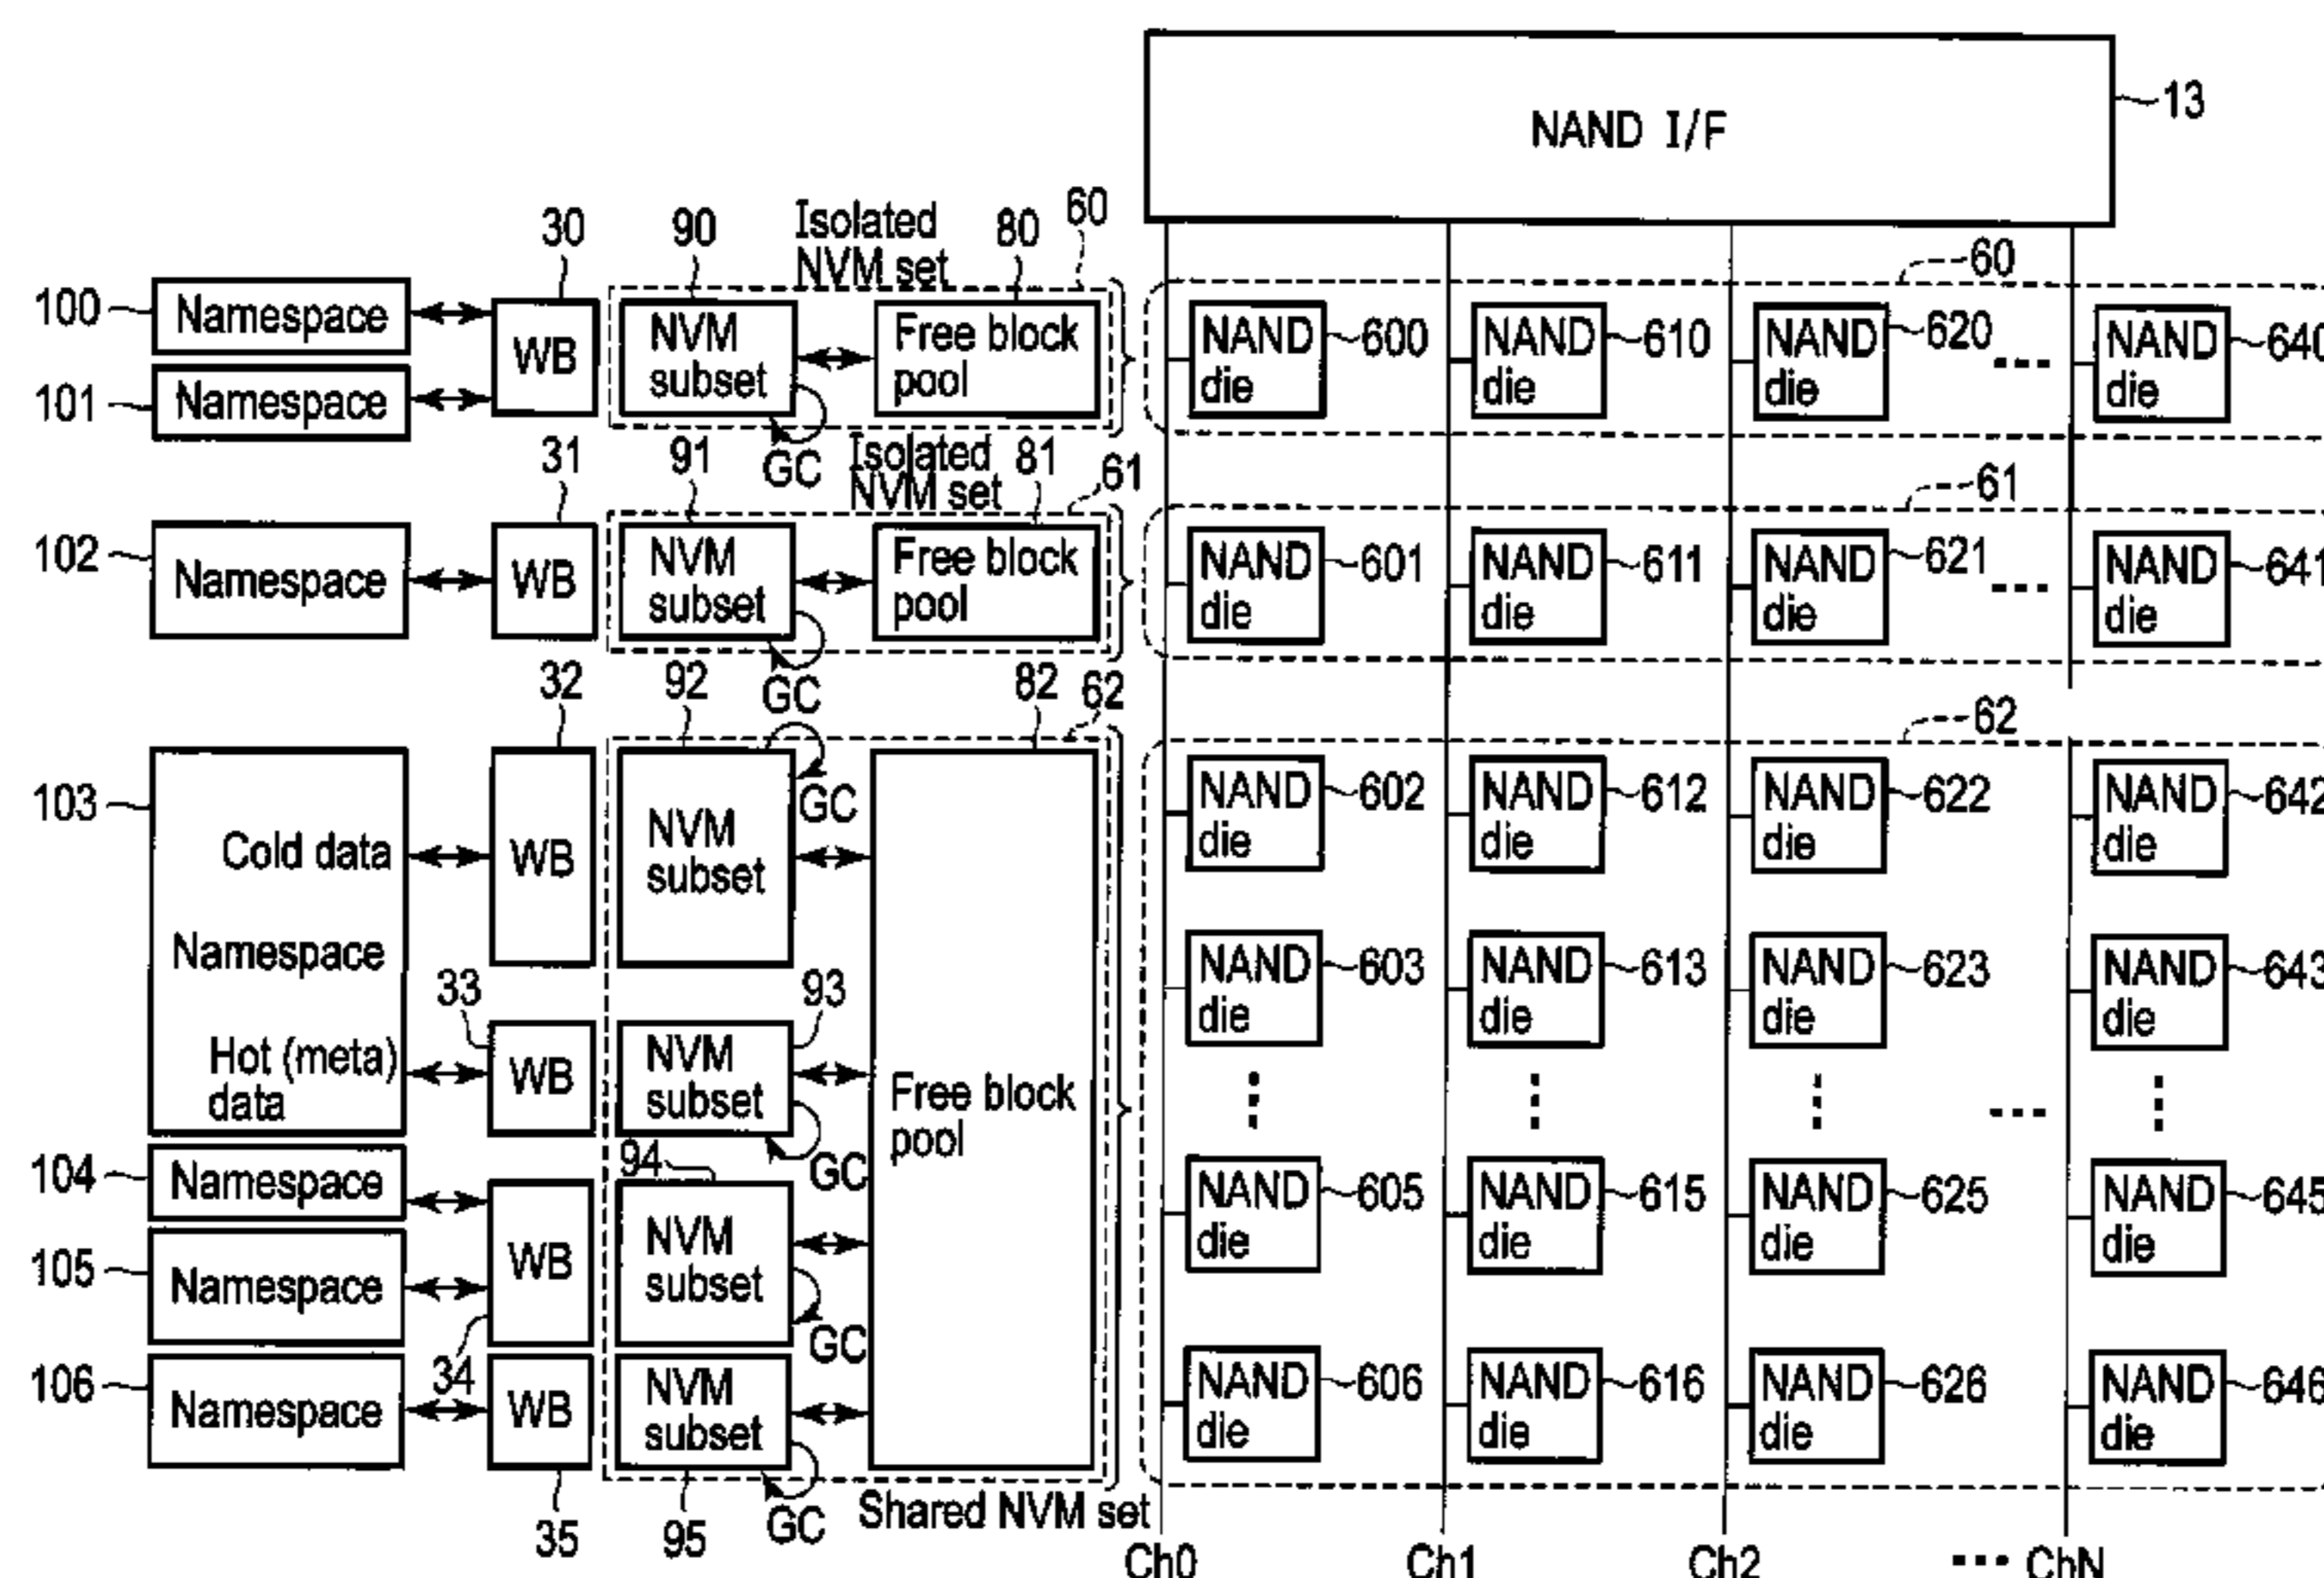 NAND I/F
13
30
90
Isolated
NVM set
80
60
60
100
Namespace
WB
NVM
subset
Free block
pool
NAND
die
600
NAND
die
610
NAND
die
620
...
NAND
die
640
101
Namespace
GC
31
91
Isolated
NVM set
81
61
61
102
Namespace
WB
NVM
subset
Free block
pool
NAND
die
601
NAND
die
611
NAND
die
621
...
NAND
die
641
GC
32
92
82
62
62
103
Cold data
Namespace
Hot (meta)
data
WB
NVM
subset
GC
Free block
pool
NAND
die
602
NAND
die
612
NAND
die
622
NAND
die
642
33
WB
93
NVM
subset
GC
NAND
die
603
NAND
die
613
NAND
die
623
NAND
die
643
...
104
Namespace
105
Namespace
34
WB
94
NVM
subset
GC
NAND
die
605
NAND
die
615
NAND
die
625
NAND
die
645
106
Namespace
WB
35
NVM
subset
95
GC
NAND
die
606
NAND
die
616
NAND
die
626
NAND
die
646
Shared NVM set
Ch0
Ch1
Ch2
... ChN